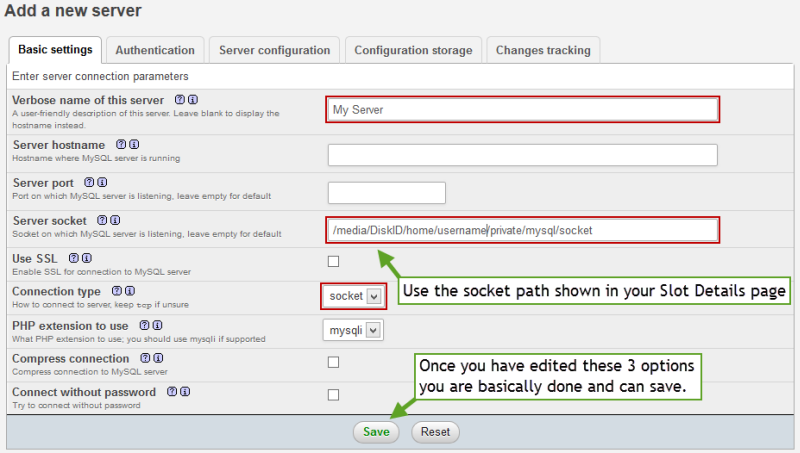 Add a new server
Basic settings Authentication Server configuration Configuration storage Changes tracking
Enter server connection parameters
Verbose name of this server
A user-friendly description of this server. Leave blank to display the
hostname instead.
My Server
Server hostname
Hostname where MySQL server is running
Server port
Port on which MySQL server is listening, leave empty for default
Server socket
Socket on which MySQL server is listening, leave empty for default
/media/DiskID/home/username/private/mysql/socket
Use SSL
Enable SSL for connection to MySQL server
Use the socket path shown in your Slot Details page
Connection type
How to connect to server, keep tcp if unsure
socket
PHP extension to use
What PHP extension to use; you should use mysqli if supported
mysqli
Compress connection
Compress connection to MySQL server
Once you have edited these 3 options
you are basically done and can save.
Connect without password
Try to connect without password
Save Reset